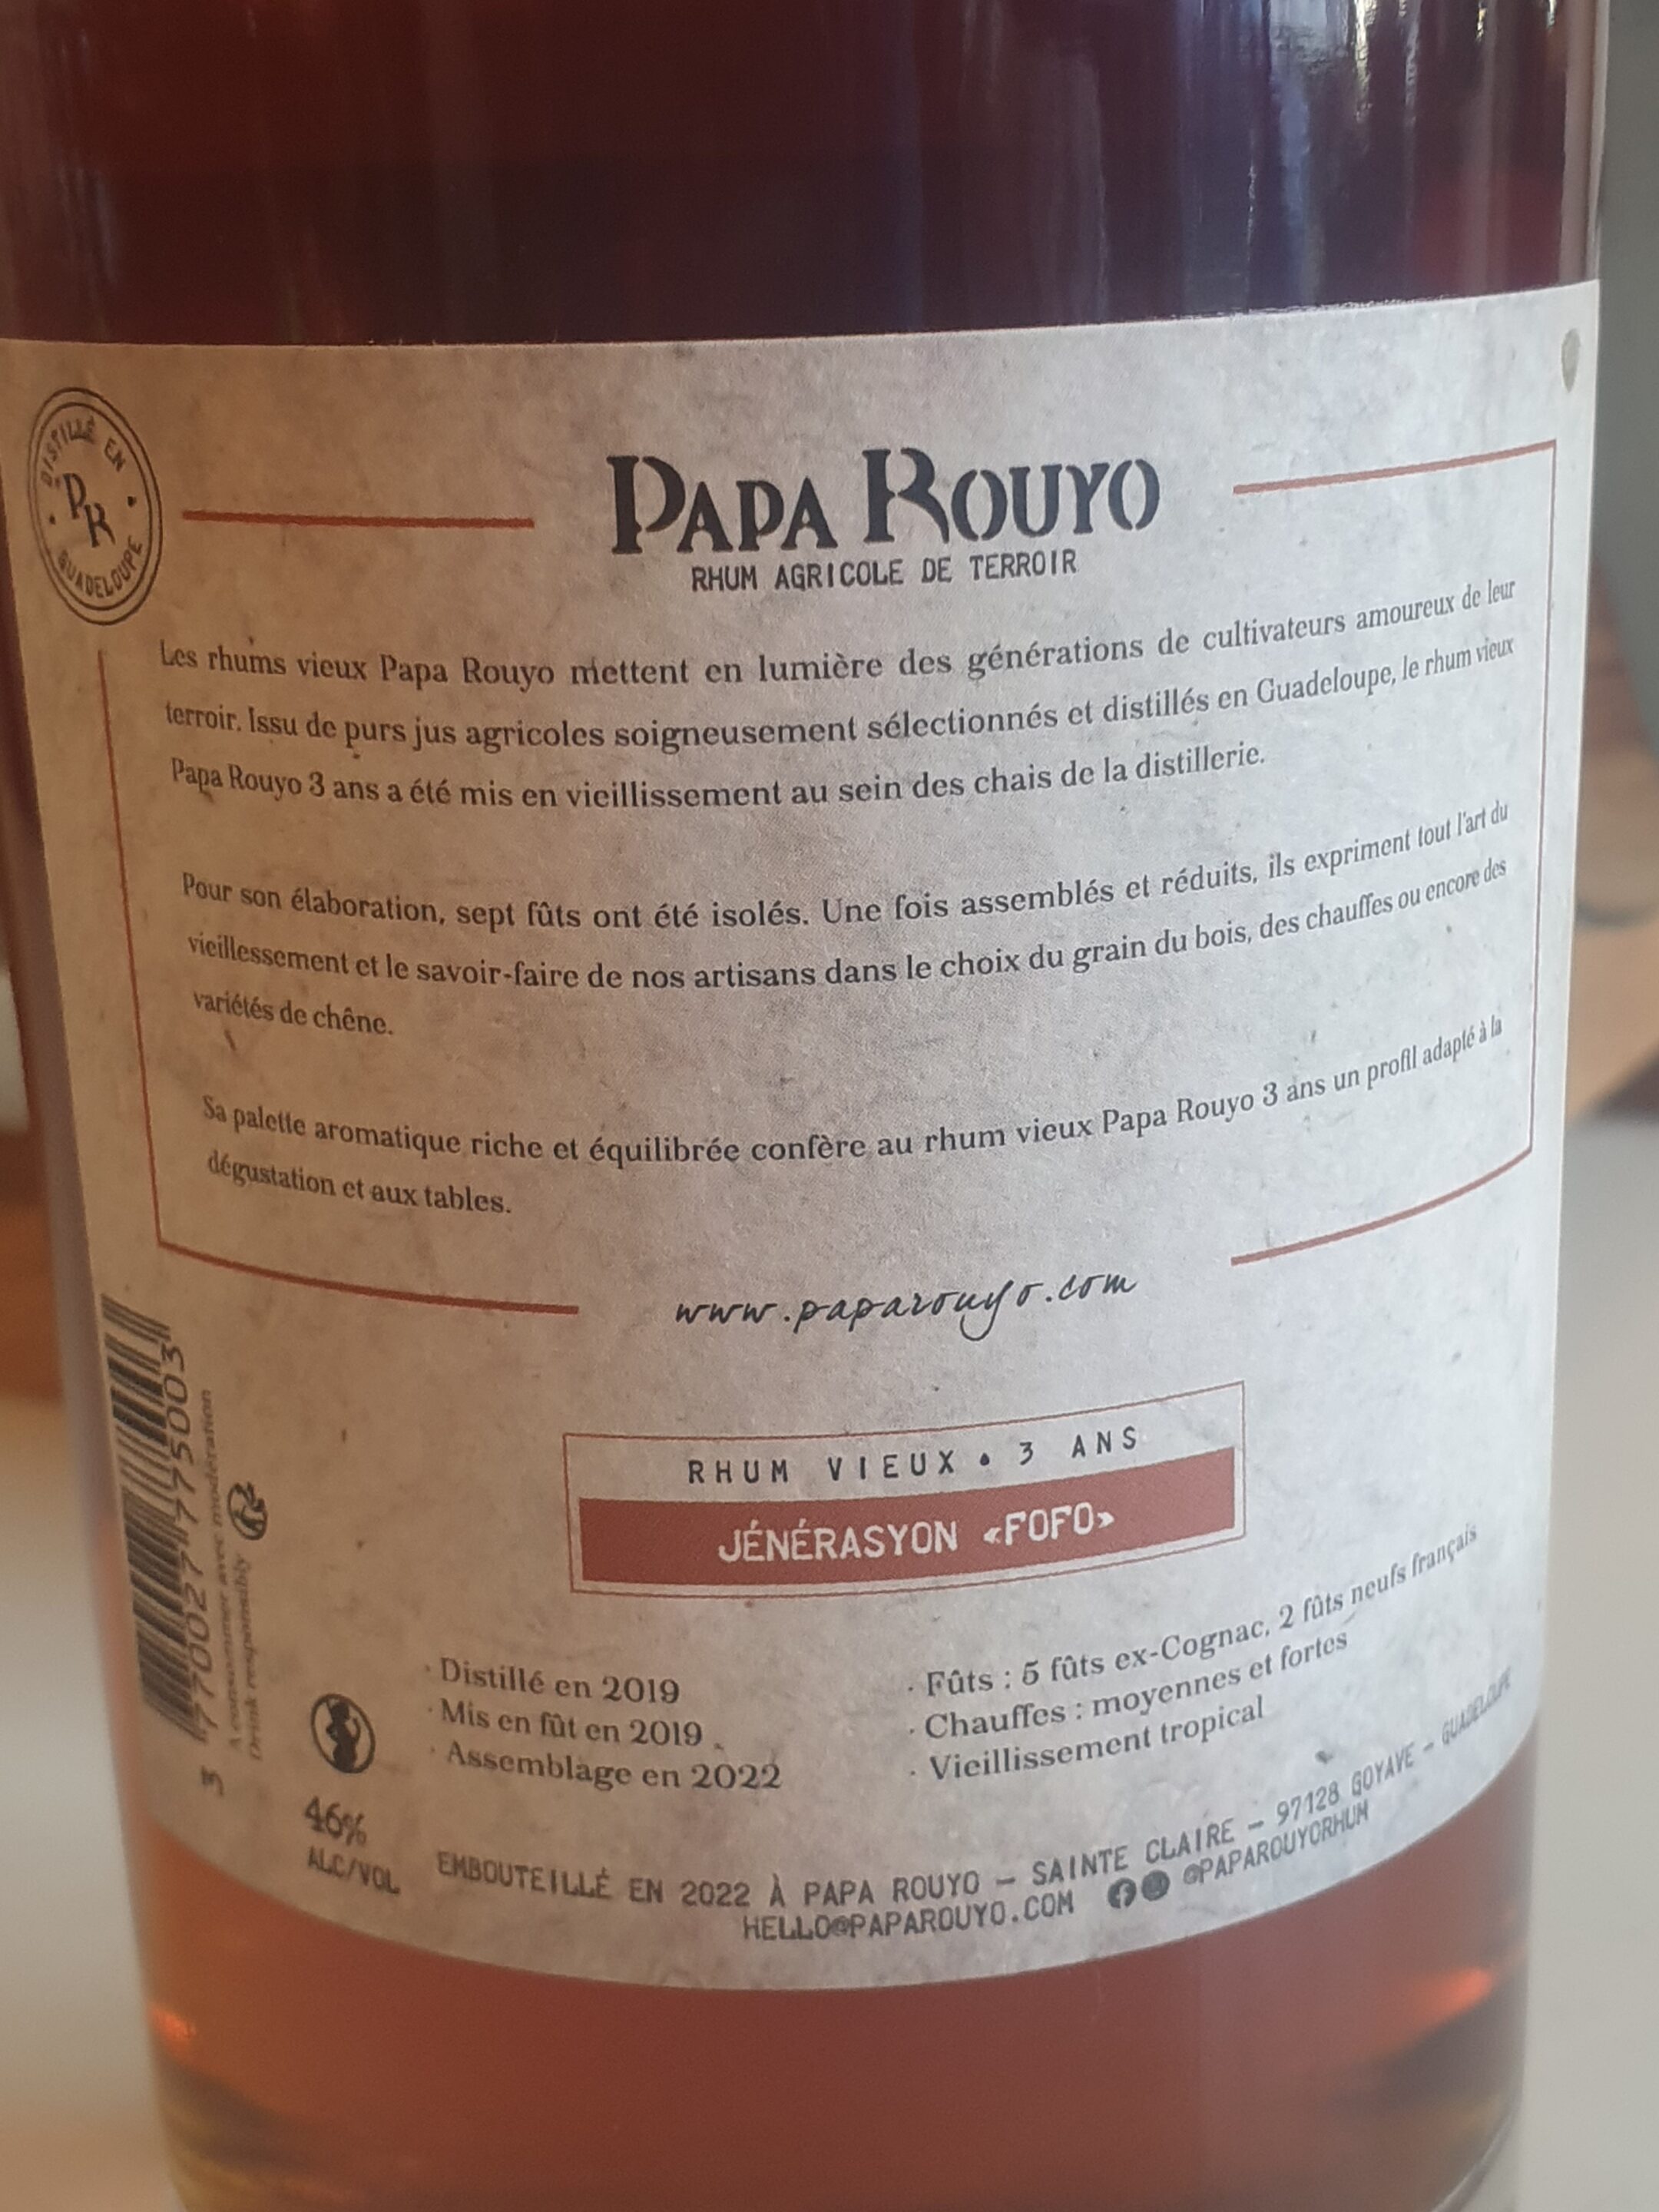 DISTILLÉ EN
PR
GUADELOUPE
PAPA ROUYO
RHUM AGRICOLE DE TERROIR
Les rhums vieux Papa Rouyo mettent en lumière des générations de cultivateurs amoureux de leur
terroir. Issu de purs jus agricoles soigneusement sélectionnés et distillés en Guadeloupe, le rhum vieux
Papa Rouyo 3 ans a été mis en vieillissement au sein des chais de la distillerie.
Pour son élaboration, sept fûts ont été isolés. Une fois assemblés et réduits, ils expriment tout l'art du
vieillessement et le savoir-faire de nos artisans dans le choix du grain du bois, des chauffes ou encore des
variétés de chêne.
Sa palette aromatique riche et équilibrée confère au rhum vieux Papa Rouyo 3 ans un profil adapté à la
dégustation et aux tables.
www.paparouyo.com
RHUM VIEUX • 3 ANS
JÉNÉRASYON «FOFO»
3 770027 775003
A consommer avec modération
Drink responsibly
· Distillé en 2019
· Mis en fût en 2019
· Assemblage en 2022
· Fûts : 5 fûts ex-Cognac, 2 fûts neufs français
· Chauffes : moyennes et fortes
· Vieillissement tropical
46%
ALC/VOL
EMBOUTEILLÉ EN 2022 À PAPA ROUYO – SAINTE CLAIRE – 97128 GOYAVE – GUADELOUPE
HELLO@PAPAROUYO.COM @PAPAROUYORHUM